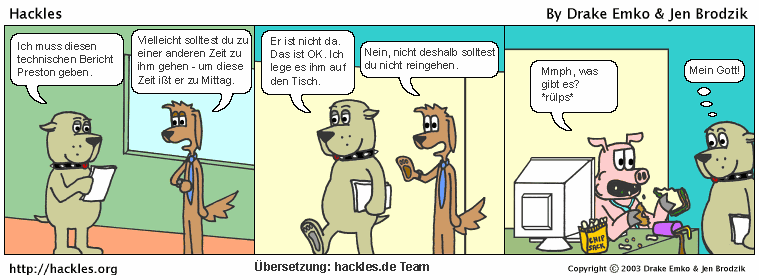 Hackles
By Drake Emko & Jen Brodzik
Ich muss diesen
technischen Bericht
Preston geben.
Vielleicht solltest du zu
einer anderen Zeit zu
ihm gehen - um diese
Zeit ißt er zu Mittag.
Er ist nicht da.
Das ist OK. Ich
lege es ihm auf
den Tisch.
Nein, nicht deshalb solltest
du nicht reingehen.
Mmph, was
gibt es?
*rülps*
Mein Gott!
CHIP
SACK
http://hackles.org
Übersetzung: hackles.de Team
Copyright © 2003 Drake Emko & Jen Brodzik